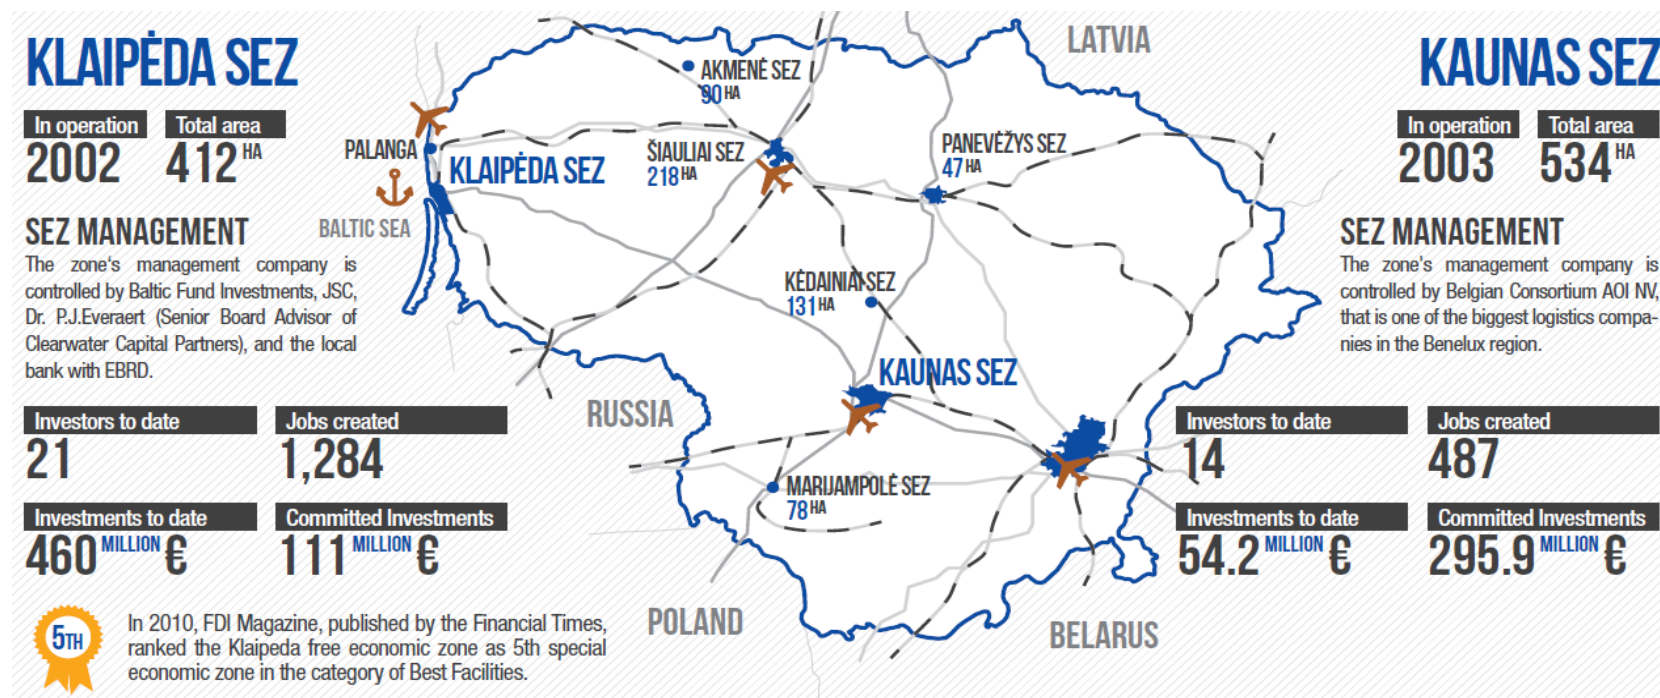 KLAIPĖDA SEZ
In operation
2002
Total area
412 HA
SEZ MANAGEMENT
The zone's management company is
controlled by Baltic Fund Investments, JSC,
Dr. P.J.Everaert (Senior Board Advisor of
Clearwater Capital Partners), and the local
bank with EBRD.
Investors to date
21
Jobs created
1,284
Investments to date
460 MILLION €
Committed Investments
111 MILLION €
5TH
In 2010, FDI Magazine, published by the Financial Times,
ranked the Klaipeda free economic zone as 5th special
economic zone in the category of Best Facilities.
LATVIA
AKMENĖ SEZ
90 HA
PALANGA
KLAIPĖDA SEZ
BALTIC SEA
ŠIAULIAI SEZ
218 HA
PANEVĖŽYS SEZ
47 HA
KĖDAINIAI SEZ
131 HA
KAUNAS SEZ
RUSSIA
MARIJAMPOLĖ SEZ
78 HA
POLAND
BELARUS
KAUNAS SEZ
In operation
2003
Total area
534 HA
SEZ MANAGEMENT
The zone's management company is
controlled by Belgian Consortium AOI NV,
that is one of the biggest logistics compa-
nies in the Benelux region.
Investors to date
14
Jobs created
487
Investments to date
54.2 MILLION €
Committed Investments
295.9 MILLION €